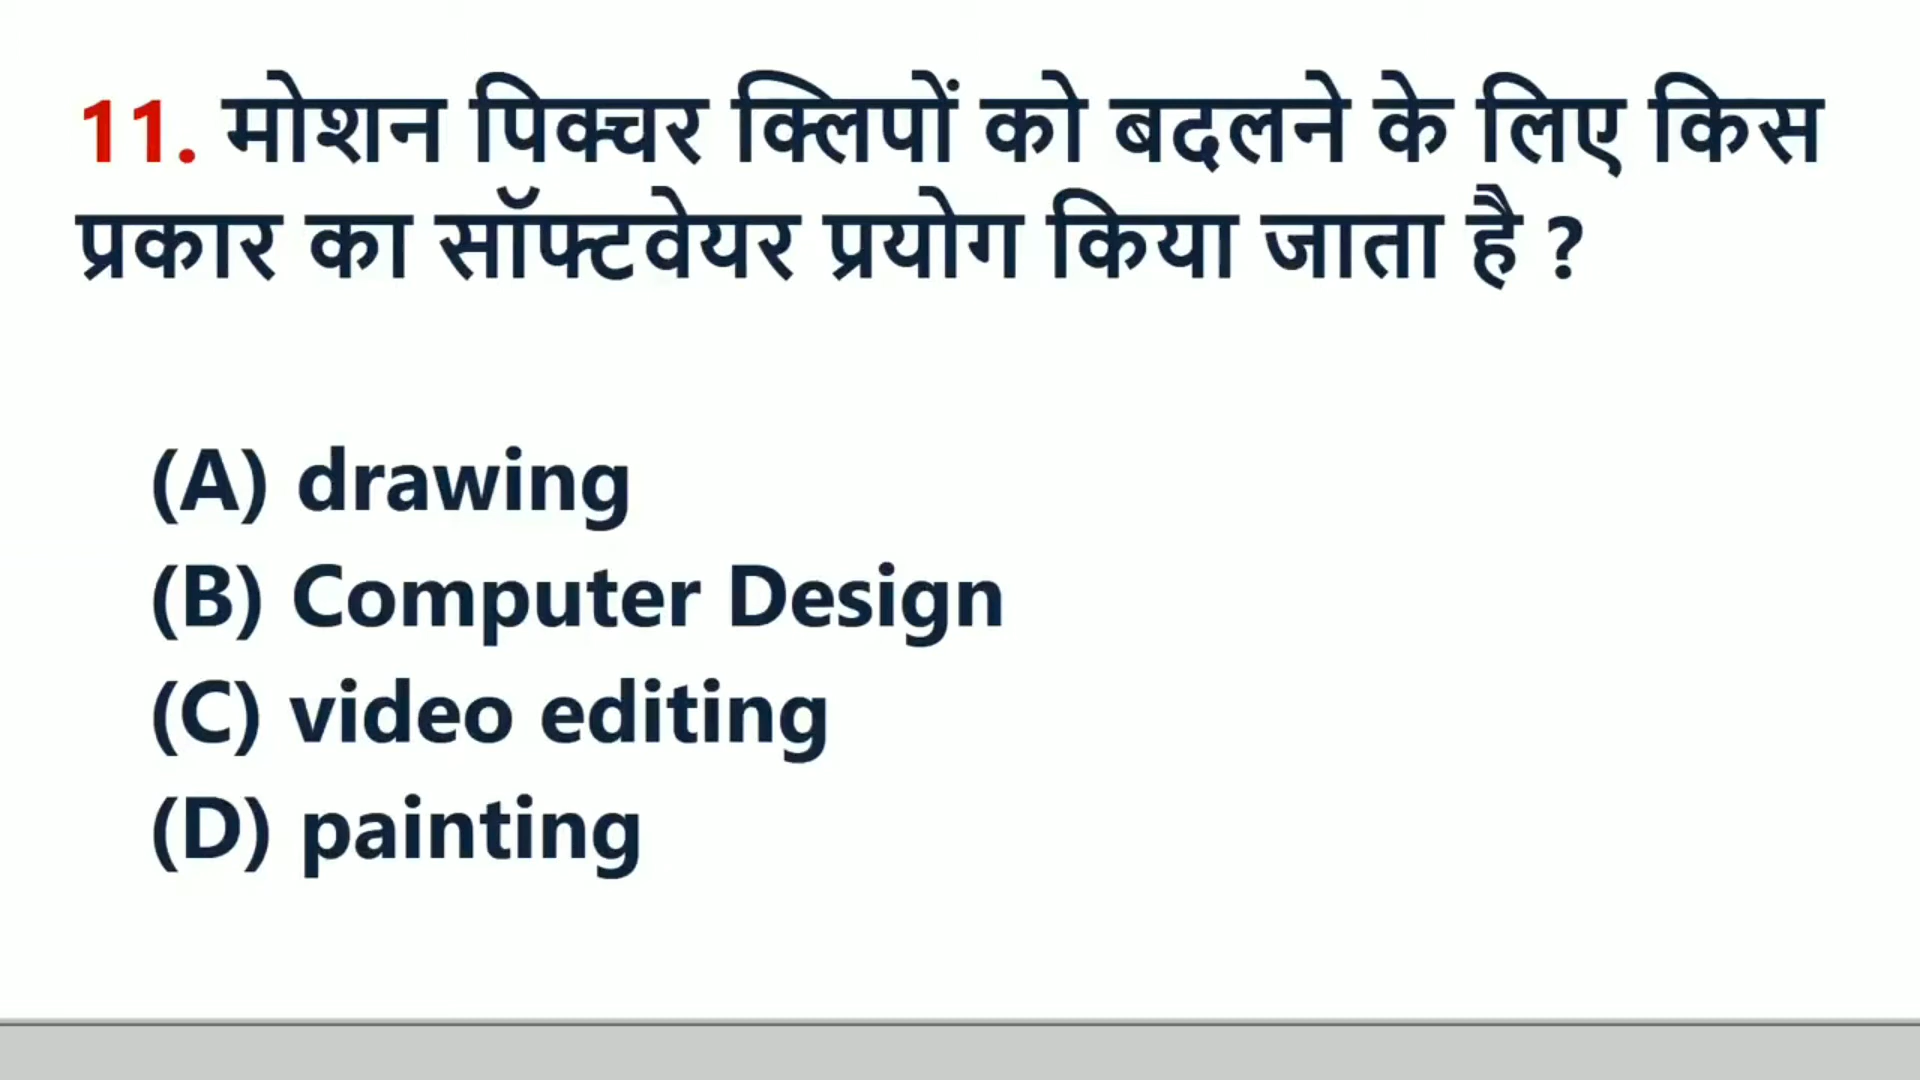 11. मोशन पिक्चर क्लिपों को बदलने के लिए किस
प्रकार का सॉफ्टवेयर प्रयोग किया जाता है ?
(A) drawing
(B) Computer Design
(C) video editing
(D) painting